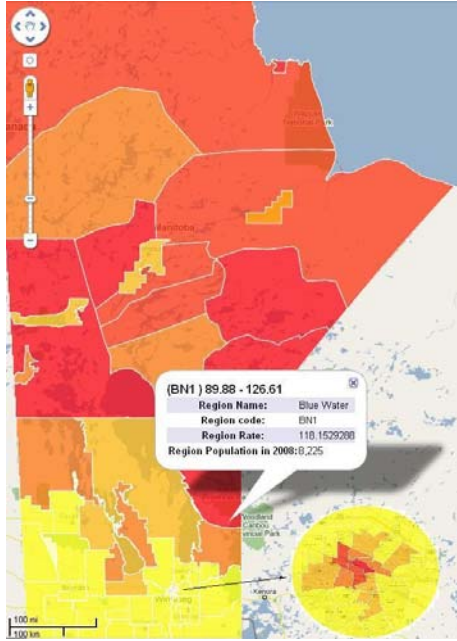 Manitoba
(BN1 ) 89.88 - 126.61
Region Name: Blue Water
Region code: BN1
Region Rate: 118.1529288
Region Population in 2008: 8,225
Kenora
100 mi
100 km